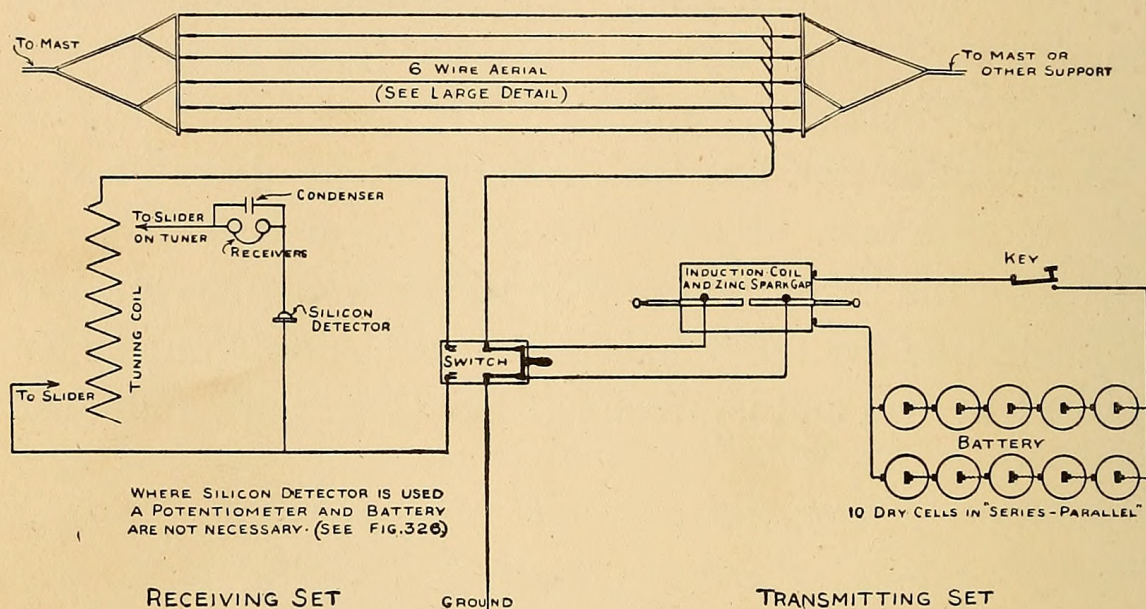 To Mast
6 Wire Aerial
(See Large Detail)
To Mast or
other Support
Condenser
To Slider
on tuner
Receivers
Tuning Coil
Silicon
Detector
To Slider
Switch
Induction Coil
and Zinc Spark Gap
Key
Battery
10 Dry Cells in "Series-Parallel"
Where Silicon Detector is used
a Potentiometer and Battery
are not necessary. (See Fig. 326)
Receiving Set
Ground
Transmitting Set